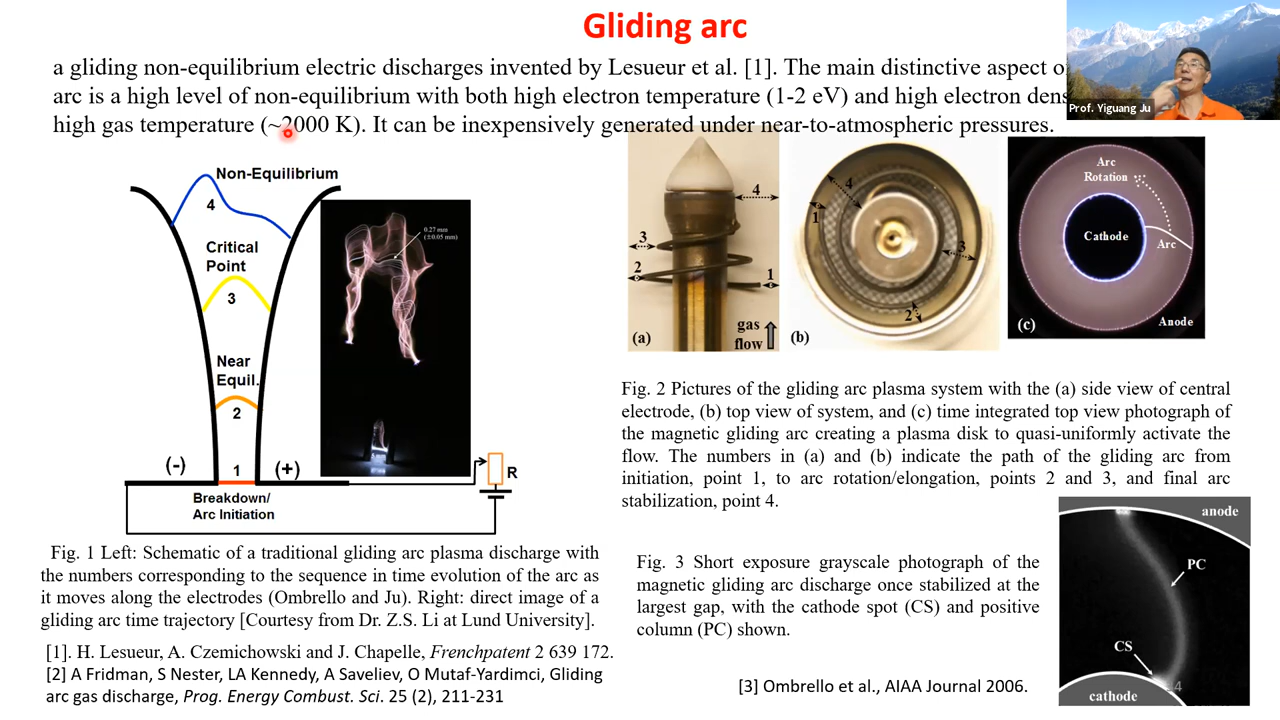 Gliding arc
a gliding non-equilibrium electric discharges invented by Lesueur et al. [1]. The main distinctive aspect o
arc is a high level of non-equilibrium with both high electron temperature (1-2 eV) and high electron dens
high gas temperature (~2000 K). It can be inexpensively generated under near-to-atmospheric pressures.
Prof. Yiguang Ju
Non-Equilibrium
4
Critical
Point
3
Near
Equil.
2
(-)
1
(+)
Breakdown/
Arc Initiation
R
0.27 mm
(±0.05 mm)
5 mm
4
3
2
1
gas
flow
(a)
4
1
3
2
(b)
Arc
Rotation
Cathode
Arc
Anode
(c)
Fig. 1 Left: Schematic of a traditional gliding arc plasma discharge with
the numbers corresponding to the sequence in time evolution of the arc as
it moves along the electrodes (Ombrello and Ju). Right: direct image of a
gliding arc time trajectory [Courtesy from Dr. Z.S. Li at Lund University].
[1]. H. Lesueur, A. Czemichowski and J. Chapelle, Frenchpatent 2 639 172.
[2] A Fridman, S Nester, LA Kennedy, A Saveliev, O Mutaf-Yardimci, Gliding
arc gas discharge, Prog. Energy Combust. Sci. 25 (2), 211-231
Fig. 2 Pictures of the gliding arc plasma system with the (a) side view of central
electrode, (b) top view of system, and (c) time integrated top view photograph of
the magnetic gliding arc creating a plasma disk to quasi-uniformly activate the
flow. The numbers in (a) and (b) indicate the path of the gliding arc from
initiation, point 1, to arc rotation/elongation, points 2 and 3, and final arc
stabilization, point 4.
Fig. 3 Short exposure grayscale photograph of the
magnetic gliding arc discharge once stabilized at the
largest gap, with the cathode spot (CS) and positive
column (PC) shown.
anode
PC
CS
cathode
4
[3] Ombrello et al., AIAA Journal 2006.